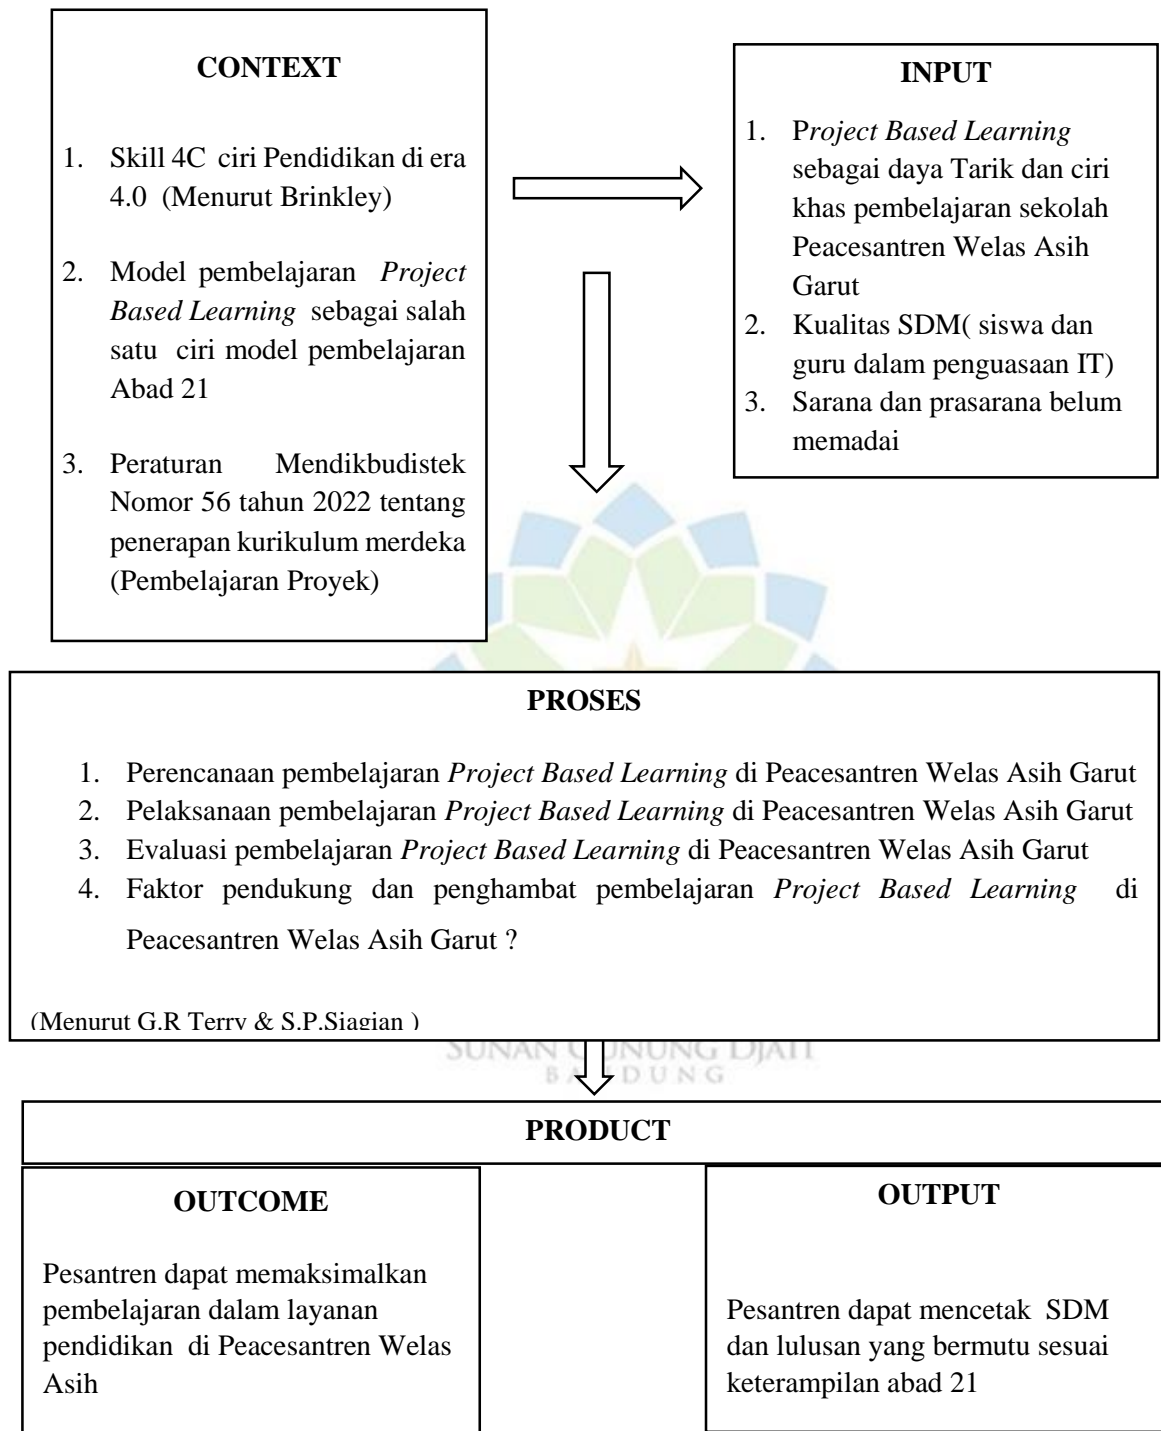 CONTEXT
1. Skill 4C ciri Pendidikan di era
4.0 (Menurut Brinkley)
2. Model pembelajaran Project
Based Learning sebagai salah
satu ciri model pembelajaran
Abad 21
3. Peraturan Mendikbudistek
Nomor 56 tahun 2022 tentang
penerapan kurikulum merdeka
(Pembelajaran Proyek)
INPUT
1. Project Based Learning
sebagai daya Tarik dan ciri
khas pembelajaran sekolah
Peacesantren Welas Asih
Garut
2. Kualitas SDM( siswa dan
guru dalam penguasaan IT)
3. Sarana dan prasarana belum
memadai
PROSES
1. Perencanaan pembelajaran Project Based Learning di Peacesantren Welas Asih Garut
2. Pelaksanaan pembelajaran Project Based Learning di Peacesantren Welas Asih Garut
3. Evaluasi pembelajaran Project Based Learning di Peacesantren Welas Asih Garut
4. Faktor pendukung dan penghambat pembelajaran Project Based Learning di
Peacesantren Welas Asih Garut ?
(Menurut G.R Terry & S.P.Siagian )
SUNAN GUNUNG DJATI
BANDUNG
PRODUCT
OUTCOME
Pesantren dapat memaksimalkan
pembelajaran dalam layanan
pendidikan di Peacesantren Welas
Asih
OUTPUT
Pesantren dapat mencetak SDM
dan lulusan yang bermutu sesuai
keterampilan abad 21